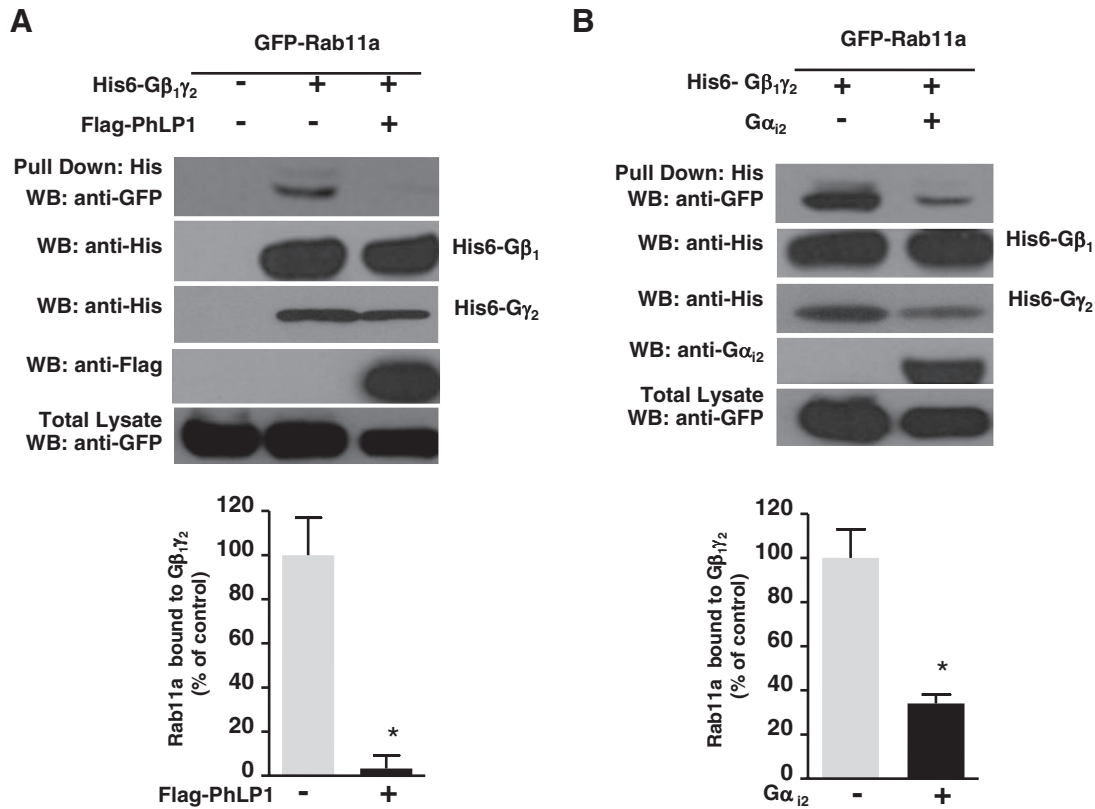 A
GFP-Rab11a
His6-Gβ₁γ₂ - + +
Flag-PhLP1 - - +
Pull Down: His
WB: anti-GFP
WB: anti-His His6-Gβ₁
WB: anti-His His6-Gγ₂
WB: anti-Flag
Total Lysate
WB: anti-GFP
Rab11a bound to Gβ₁γ₂
(% of control)
120
100
80
60
40
20
0
*
Flag-PhLP1 - +
B
GFP-Rab11a
His6- Gβ₁γ₂ + +
Gαi2 - +
Pull Down: His
WB: anti-GFP
WB: anti-His His6-Gβ₁
WB: anti-His His6-Gγ₂
WB: anti-Gαi2
Total Lysate
WB: anti-GFP
Rab11a bound to Gβ₁γ₂
(% of control)
120
100
80
60
40
20
0
*
Gα i2 - +